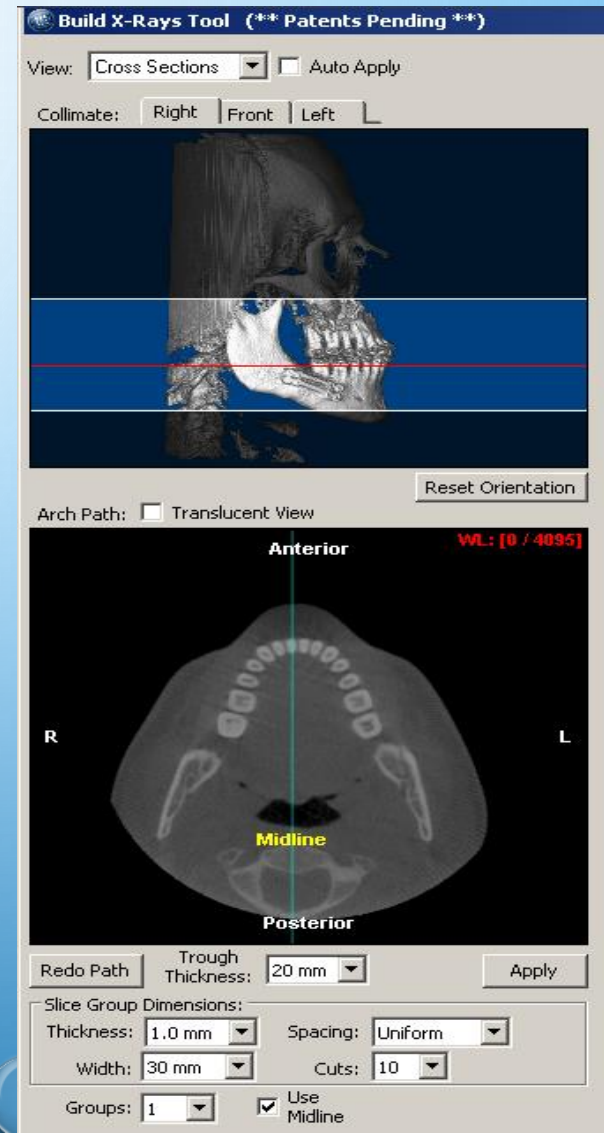 Build X-Rays Tool (** Patents Pending **)
View: Cross Sections Auto Apply
Collimate: Right Front Left
Reset Orientation
Arch Path: Translucent View
Anterior WL: [0 / 4095]
R L
Midline
Posterior
Redo Path Trough Thickness: 20 mm Apply
Slice Group Dimensions:
Thickness: 1.0 mm Spacing: Uniform
Width: 30 mm Cuts: 10
Groups: 1 Use Midline